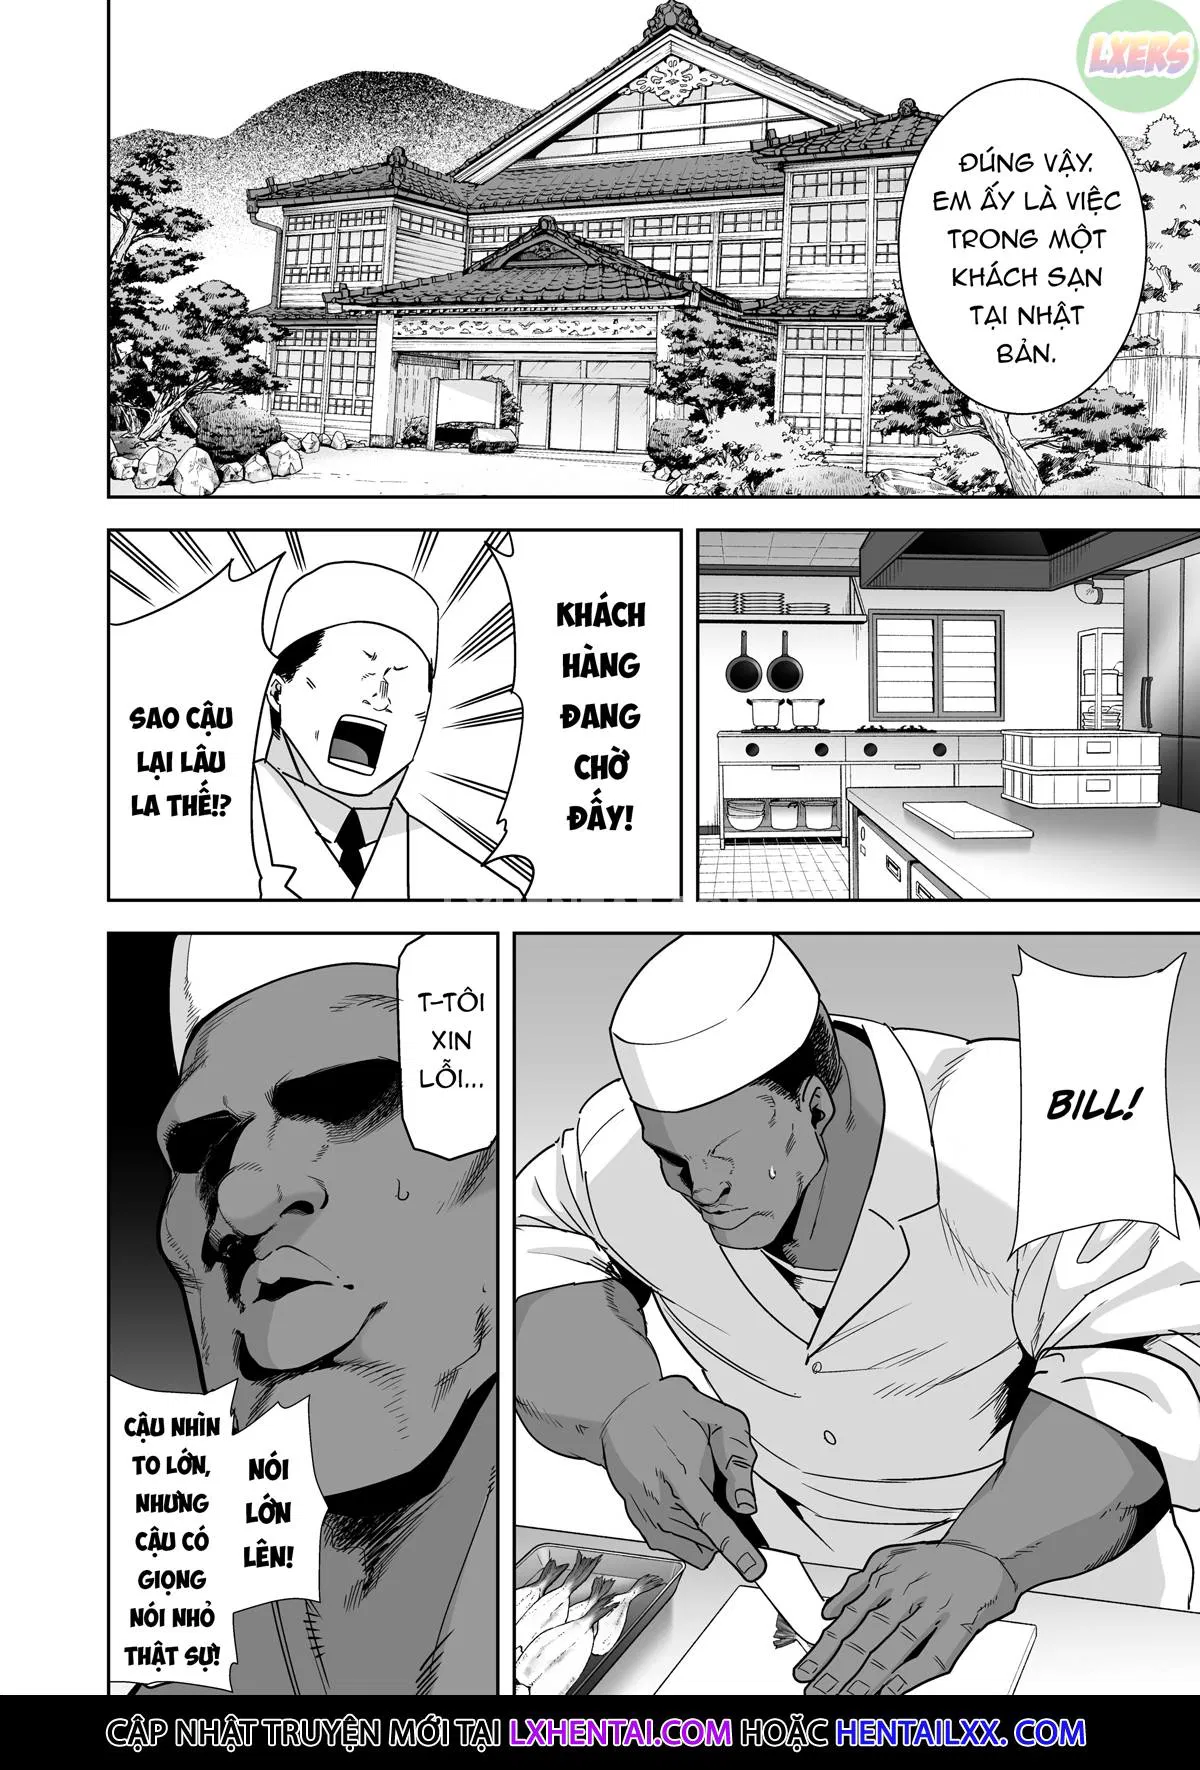 LXERS
ĐÚNG VẬY.
EM ẤY LÀ VIỆC
TRONG MỘT
KHÁCH SẠN
TẠI NHẬT
BẢN.
KHÁCH
HÀNG
ĐANG
CHỜ
ĐẤY!
SAO CẬU
LẠI LÂU
LA THẾ!?
BILL!
T-TÔI
XIN
LỖI...
NÓI
LỚN
LÊN!
CẬU NHÌN
TO LỚN,
NHƯNG
CẬU CÓ
GIỌNG
NÓI NHỎ
THẬT SỰ!
CẬP NHẬT TRUYỆN MỚI TẠI LXHENTAI.COM HOẶC HENTAILXX.COM